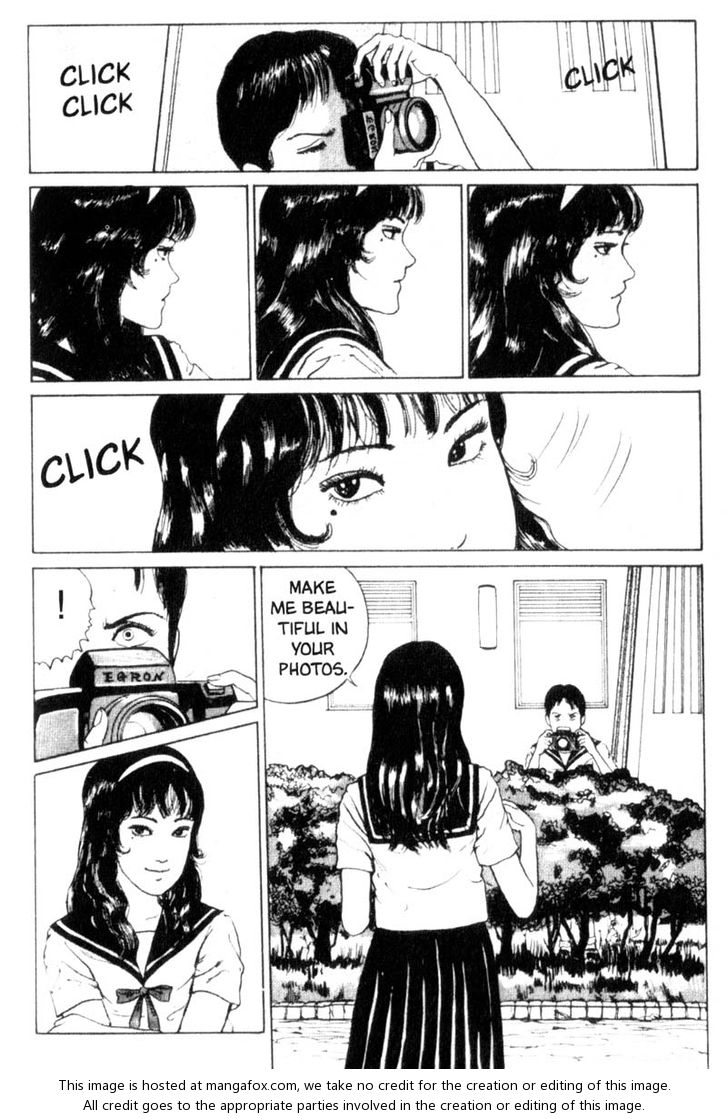 CLICK
CLICK
CLICK
EGRON
CLICK
!
EGRON
MAKE
ME BEAU-
TIFUL IN
YOUR
PHOTOS.
This image is hosted at mangafox.com, we take no credit for the creation or editing of this image.
All credit goes to the appropriate parties involved in the creation or editing of this image.